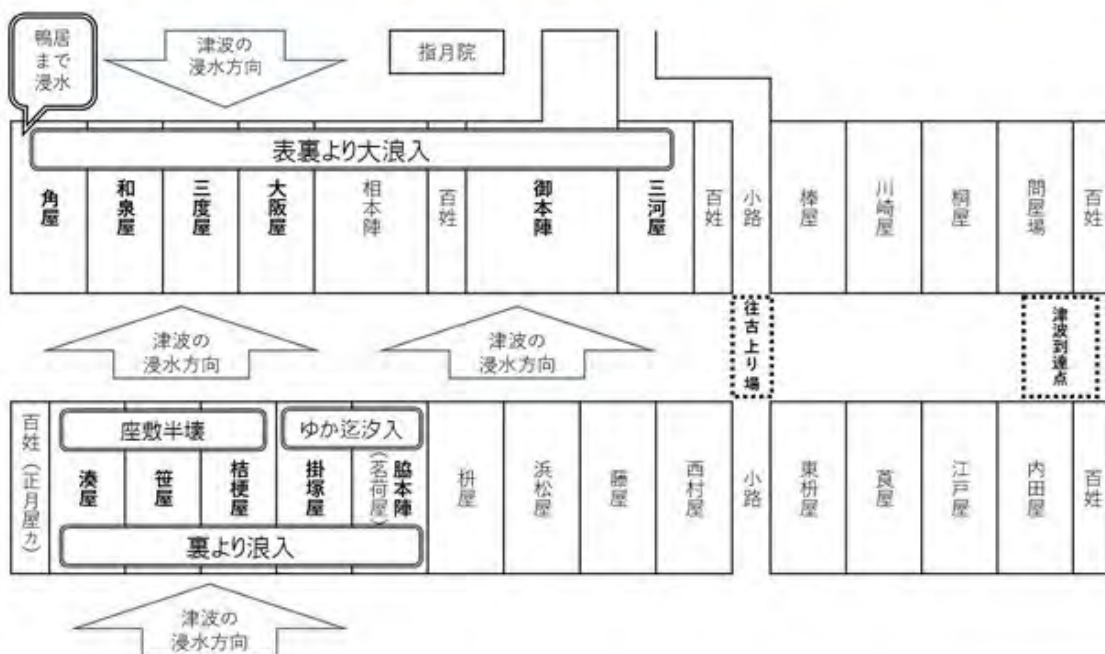 鴨居
まで
浸水
津波の
浸水方向
指月院
表裏より大浪入
角屋
和泉屋
三度屋
大阪屋
相本陣
百姓
御本陣
三河屋
百姓
小路
棒屋
川崎屋
桐屋
問屋場
百姓
津波の
浸水方向
津波の
浸水方向
往古上り場
津波到達点
座敷半壊
ゆか迄汐入
百姓(正月屋カ)
湊屋
笹屋
桔梗屋
掛塚屋
脇本陣
(茗荷屋)
枡屋
浜松屋
藤屋
西村屋
小路
東枡屋
莨屋
江戸屋
内田屋
百姓
裏より浪入
津波の
浸水方向